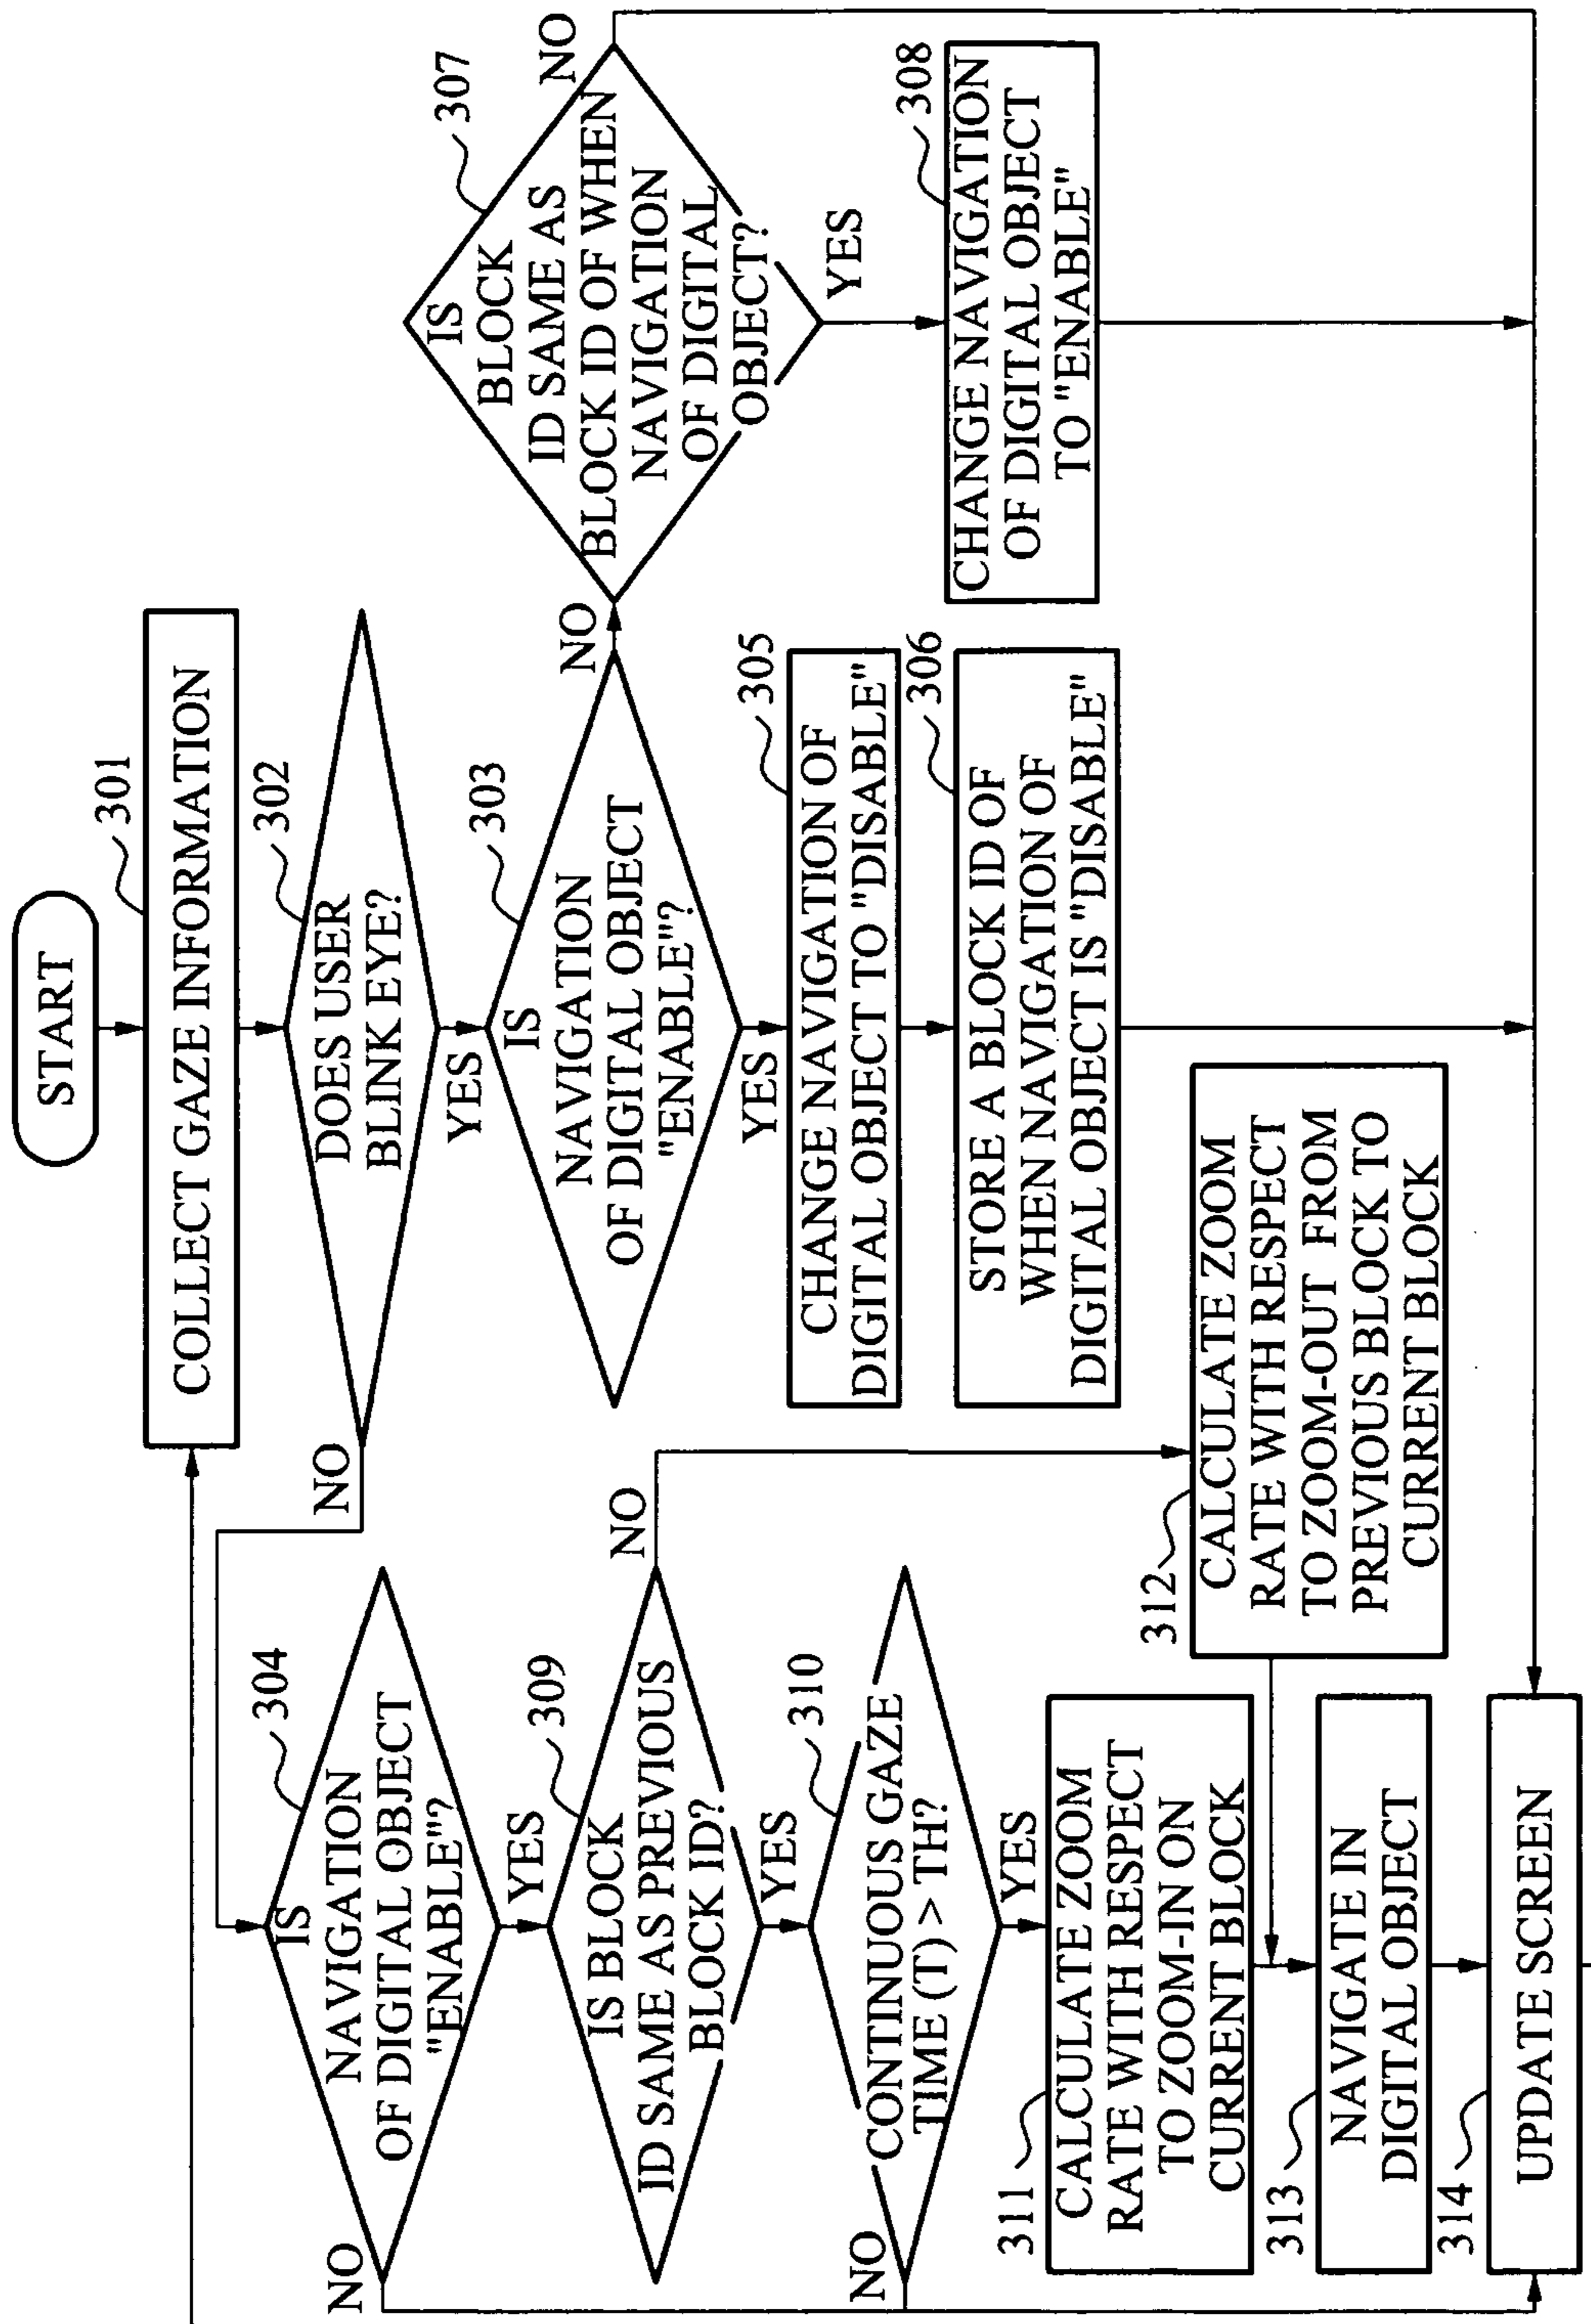 START
301
COLLECT GAZE INFORMATION
302
DOES USER
BLINK EYE?
NO
YES
303
IS
NAVIGATION
OF DIGITAL OBJECT
"ENABLE"?
NO
YES
304
IS
NAVIGATION
OF DIGITAL OBJECT
"ENABLE"?
NO
YES
305
CHANGE NAVIGATION OF
DIGITAL OBJECT TO "DISABLE"
306
STORE A BLOCK ID OF
WHEN NAVIGATION OF
DIGITAL OBJECT IS "DISABLE"
307
IS
BLOCK
ID SAME AS
BLOCK ID OF WHEN
NAVIGATION
OF DIGITAL
OBJECT?
NO
YES
308
CHANGE NAVIGATION
OF DIGITAL OBJECT
TO "ENABLE"
309
IS BLOCK
ID SAME AS PREVIOUS
BLOCK ID?
NO
YES
310
CONTINUOUS GAZE
TIME (T) > TH?
NO
YES
311
CALCULATE ZOOM
RATE WITH RESPECT
TO ZOOM-IN ON
CURRENT BLOCK
312
CALCULATE ZOOM
RATE WITH RESPECT
TO ZOOM-OUT FROM
PREVIOUS BLOCK TO
CURRENT BLOCK
313
NAVIGATE IN
DIGITAL OBJECT
314
UPDATE SCREEN